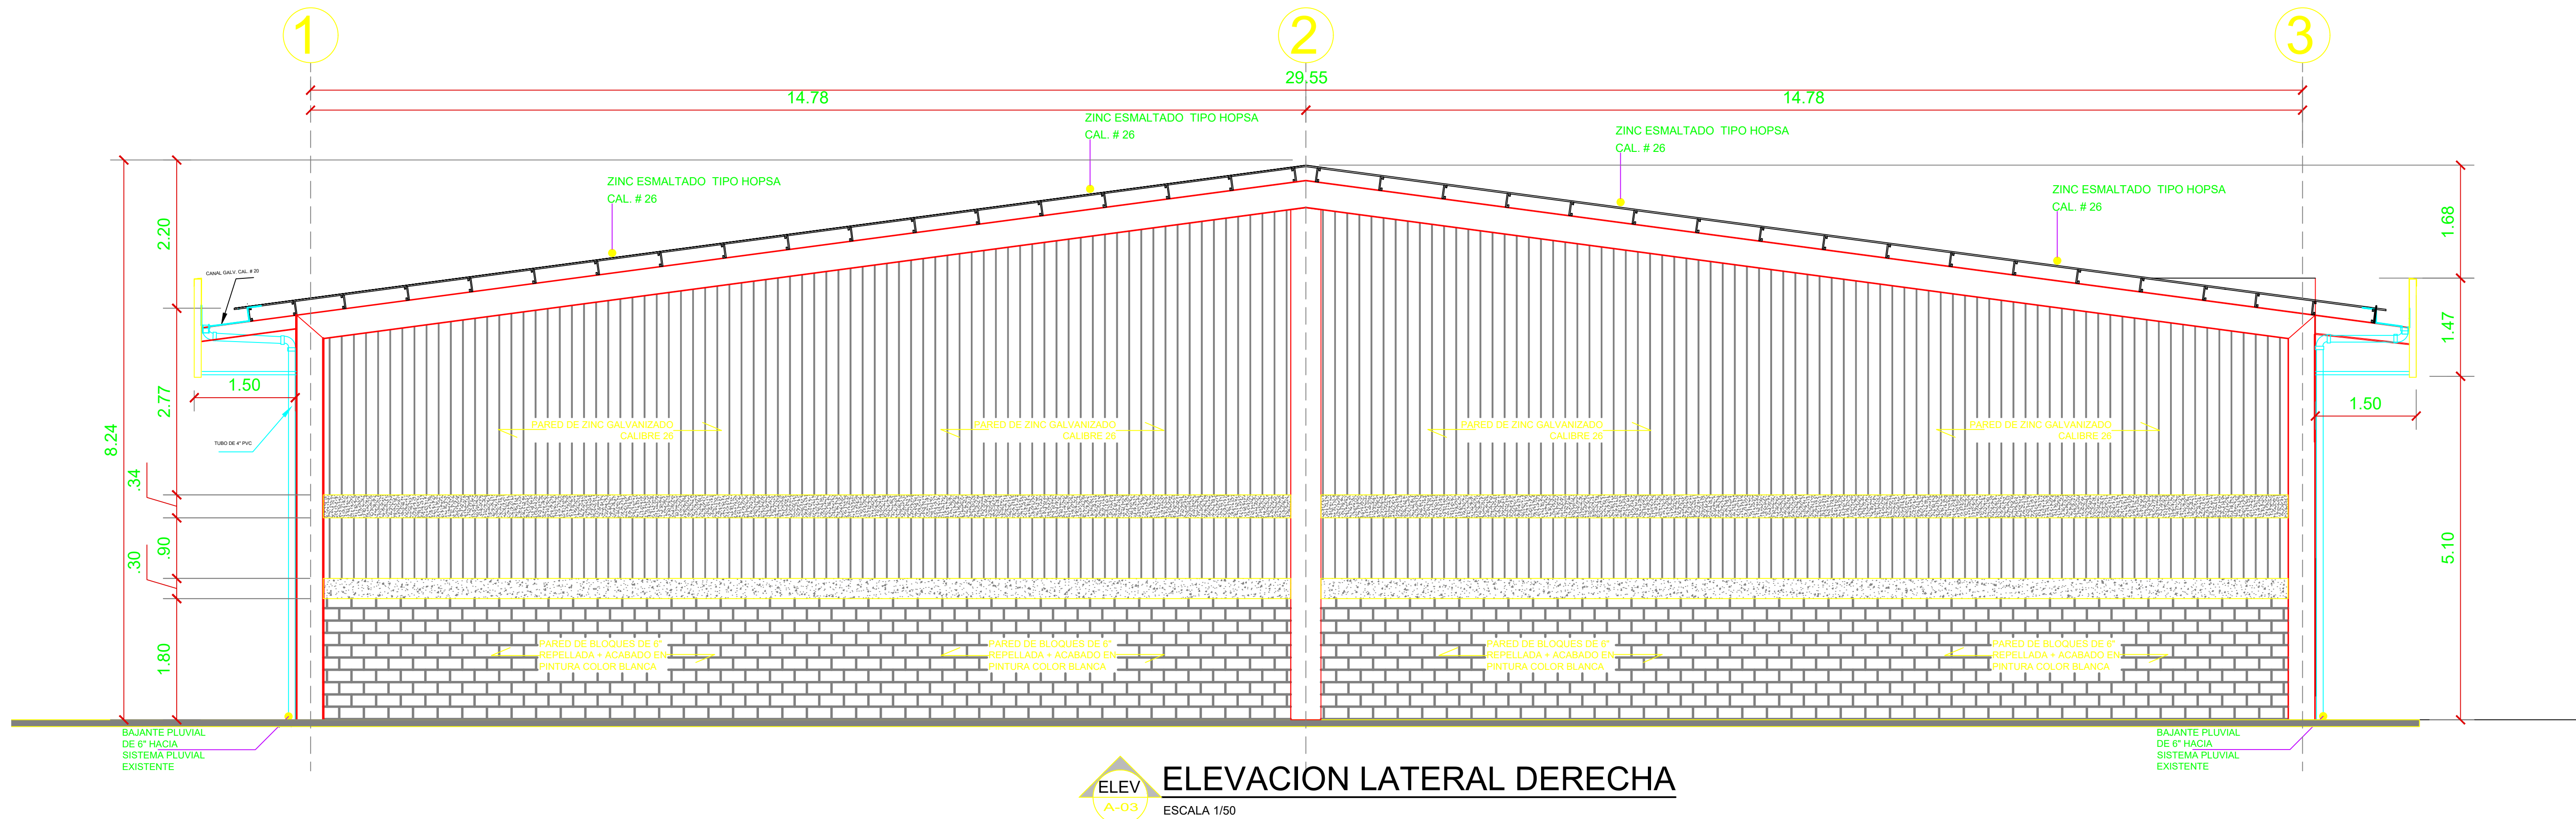 1
2
3
29.55
14.78
14.78
ZINC ESMALTADO TIPO HOPSA
CAL. # 26
ZINC ESMALTADO TIPO HOPSA
CAL. # 26
ZINC ESMALTADO TIPO HOPSA
CAL. # 26
ZINC ESMALTADO TIPO HOPSA
CAL. # 26
2.20
1.68
CANAL GALV. CAL. # 20
1.47
1.50
1.50
2.77
8.24
TUBO DE 4" PVC
PARED DE ZINC GALVANIZADO
CALIBRE 26
PARED DE ZINC GALVANIZADO
CALIBRE 26
PARED DE ZINC GALVANIZADO
CALIBRE 26
PARED DE ZINC GALVANIZADO
CALIBRE 26
.34
.90
.30
5.10
1.80
PARED DE BLOQUES DE 6"
REPELLADA + ACABADO EN
PINTURA COLOR BLANCA
PARED DE BLOQUES DE 6"
REPELLADA + ACABADO EN
PINTURA COLOR BLANCA
PARED DE BLOQUES DE 6"
REPELLADA + ACABADO EN
PINTURA COLOR BLANCA
PARED DE BLOQUES DE 6"
REPELLADA + ACABADO EN
PINTURA COLOR BLANCA
BAJANTE PLUVIAL
DE 6" HACIA
SISTEMA PLUVIAL
EXISTENTE
BAJANTE PLUVIAL
DE 6" HACIA
SISTEMA PLUVIAL
EXISTENTE
ELEV
A-03
ELEVACION LATERAL DERECHA
ESCALA 1/50